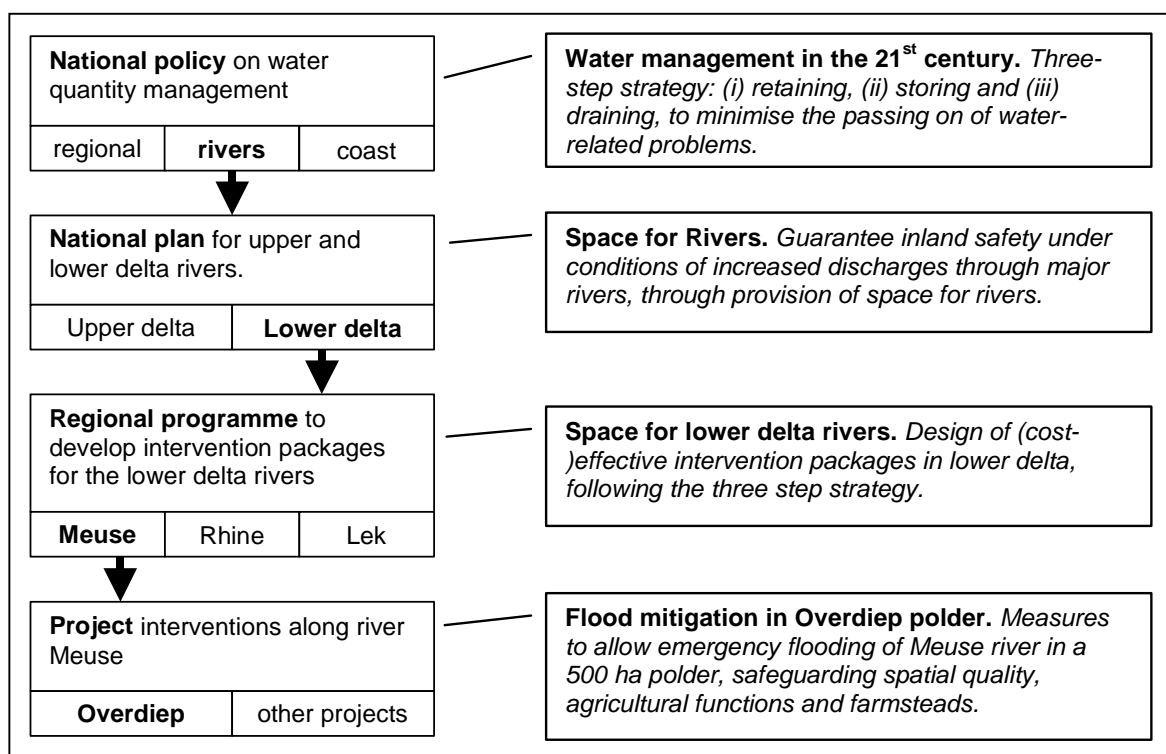 National policy on water
quantity management
regional rivers coast
Water management in the 21st century. Three-
step strategy: (i) retaining, (ii) storing and (iii)
draining, to minimise the passing on of water-
related problems.
National plan for upper and
lower delta rivers.
Upper delta Lower delta
Space for Rivers. Guarantee inland safety under
conditions of increased discharges through major
rivers, through provision of space for rivers.
Regional programme to
develop intervention packages
for the lower delta rivers
Meuse Rhine Lek
Space for lower delta rivers. Design of (cost-
)effective intervention packages in lower delta,
following the three step strategy.
Project interventions along river
Meuse
Overdiep other projects
Flood mitigation in Overdiep polder. Measures
to allow emergency flooding of Meuse river in a
500 ha polder, safeguarding spatial quality,
agricultural functions and farmsteads.